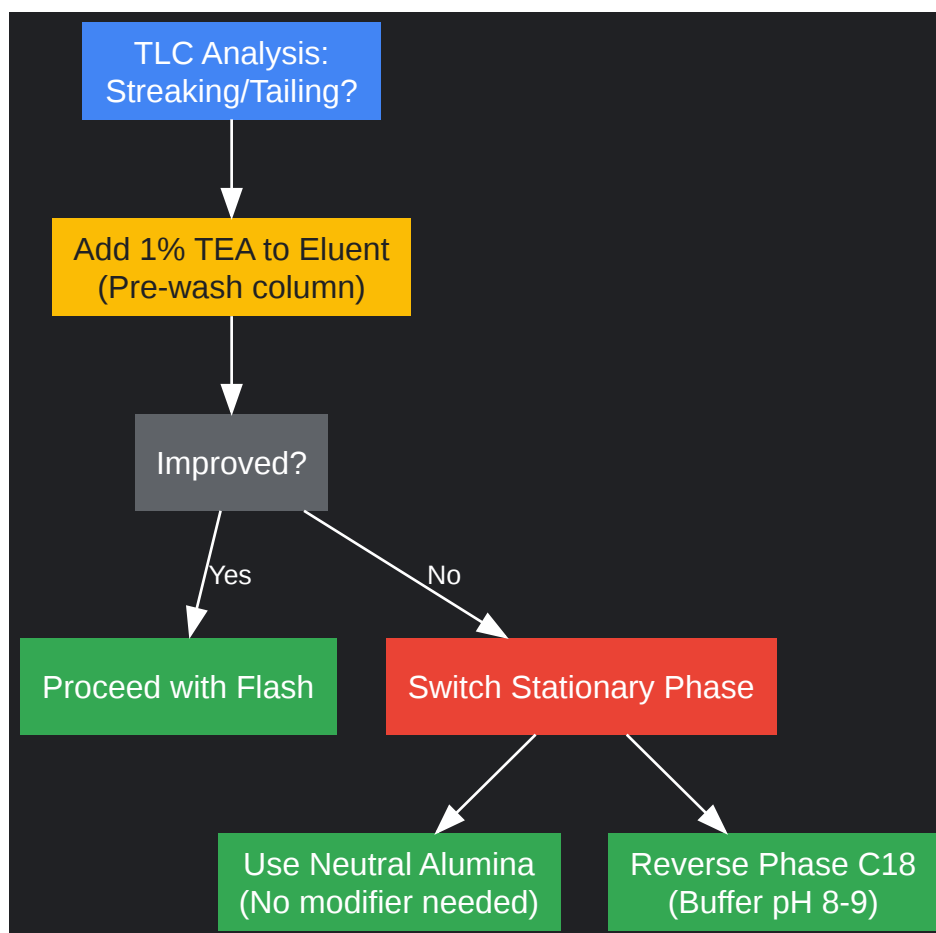 TLC Analysis:
Streaking/Tailing?
Add 1% TEA to Eluent
(Pre-wash column)
Improved?
Yes
No
Proceed with Flash
Switch Stationary Phase
Use Neutral Alumina
(No modifier needed)
Reverse Phase C18
(Buffer pH 8-9)